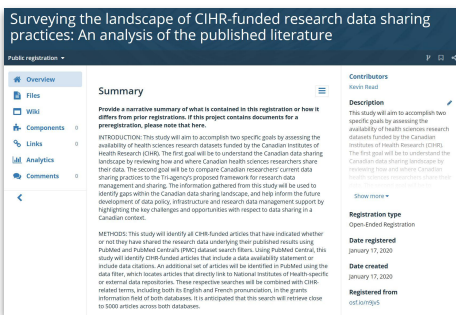 Surveying the landscape of CIHR-funded research data sharing
practices: An analysis of the published literature
Public registration
Overview
Files
Wiki
Components 0
Links 0
Analytics
Comments 0
Summary
Provide a narrative summary of what is contained in this registration or how it
differs from prior registrations. If this project contains documents for a
preregistration, please note that here.
INTRODUCTION: This study will aim to accomplish two specific goals by assessing the
availability of health sciences research datasets funded by the Canadian Institutes of
Health Research (CIHR). The first goal will be to understand the Canadian data sharing
landscape by reviewing how and where Canadian health sciences researchers share
their data. The second goal will be to compare Canadian researchers' current data
sharing practices to the Tri-agency's proposed framework for research data
management and sharing. The information gathered from this study will be used to
identify gaps within the Canadian data sharing landscape, and help inform the future
development of data policy, infrastructure and research data management support by
highlighting the key challenges and opportunities with respect to data sharing in a
Canadian context.
METHODS: This study will identify all CIHR-funded articles that have indicated whether
or not they have shared the research data underlying their published results using
PubMed and PubMed Central's (PMC) dataset search filters. Using PubMed Central, this
study will identify CIHR-funded articles that include a data availability statement or
include data citations. An additional set of articles will be identified in PubMed using the
data filter, which locates articles that directly link to National Institutes of Health-specific
or external data repositories. These respective searches will be combined with CIHR-
related terms, including both its English and French pronunciation, in the grants
information field of both databases. It is anticipated that this search will retrieve close
to 5000 articles across both databases.
Contributors
Kevin Read
Description
This study will aim to accomplish two
specific goals by assessing the
availability of health sciences research
datasets funded by the Canadian
Institutes of Health Research (CIHR).
The first goal will be to understand the
Canadian data sharing landscape by
reviewing how and where Canadian
health sciences researchers share their
Show more
Registration type
Open-Ended Registration
Date registered
January 17, 2020
Date created
January 17, 2020
Registered from
osf.io/m9jx5